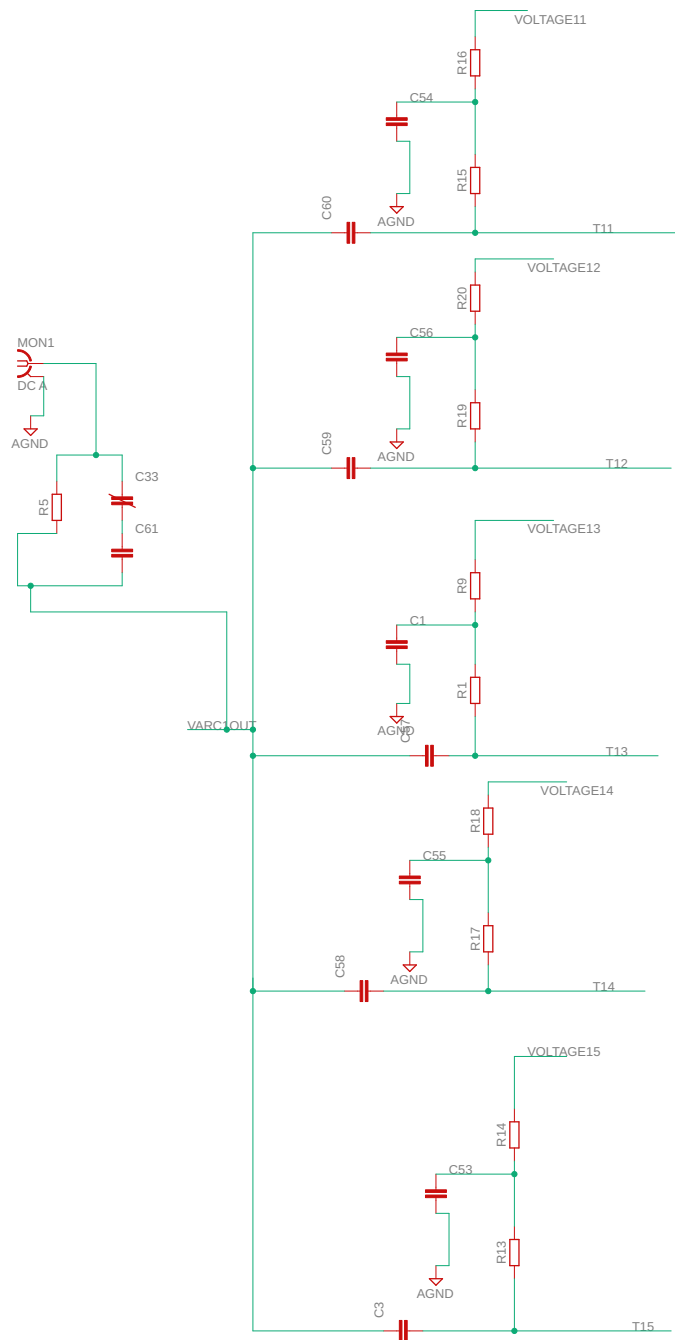 VOLTAGE11
R16
C54
R15
C60
AGND
T11
VOLTAGE12
R20
C56
MON1
DC A
R19
C59
AGND
AGND
T12
C33
R5
C61
VOLTAGE13
R9
C1
R1
AGND
C57
VARC1OUT
T13
VOLTAGE14
R18
C55
R17
C58
AGND
T14
VOLTAGE15
R14
C53
R13
AGND
C3
T15